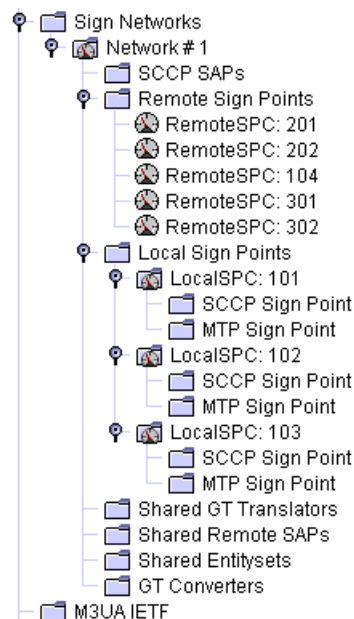 Sign Networks
Network # 1
SCCP SAPs
Remote Sign Points
RemoteSPC: 201
RemoteSPC: 202
RemoteSPC: 104
RemoteSPC: 301
RemoteSPC: 302
Local Sign Points
LocalSPC: 101
SCCP Sign Point
MTP Sign Point
LocalSPC: 102
SCCP Sign Point
MTP Sign Point
LocalSPC: 103
SCCP Sign Point
MTP Sign Point
Shared GT Translators
Shared Remote SAPs
Shared Entitysets
GT Converters
M3UA IETF